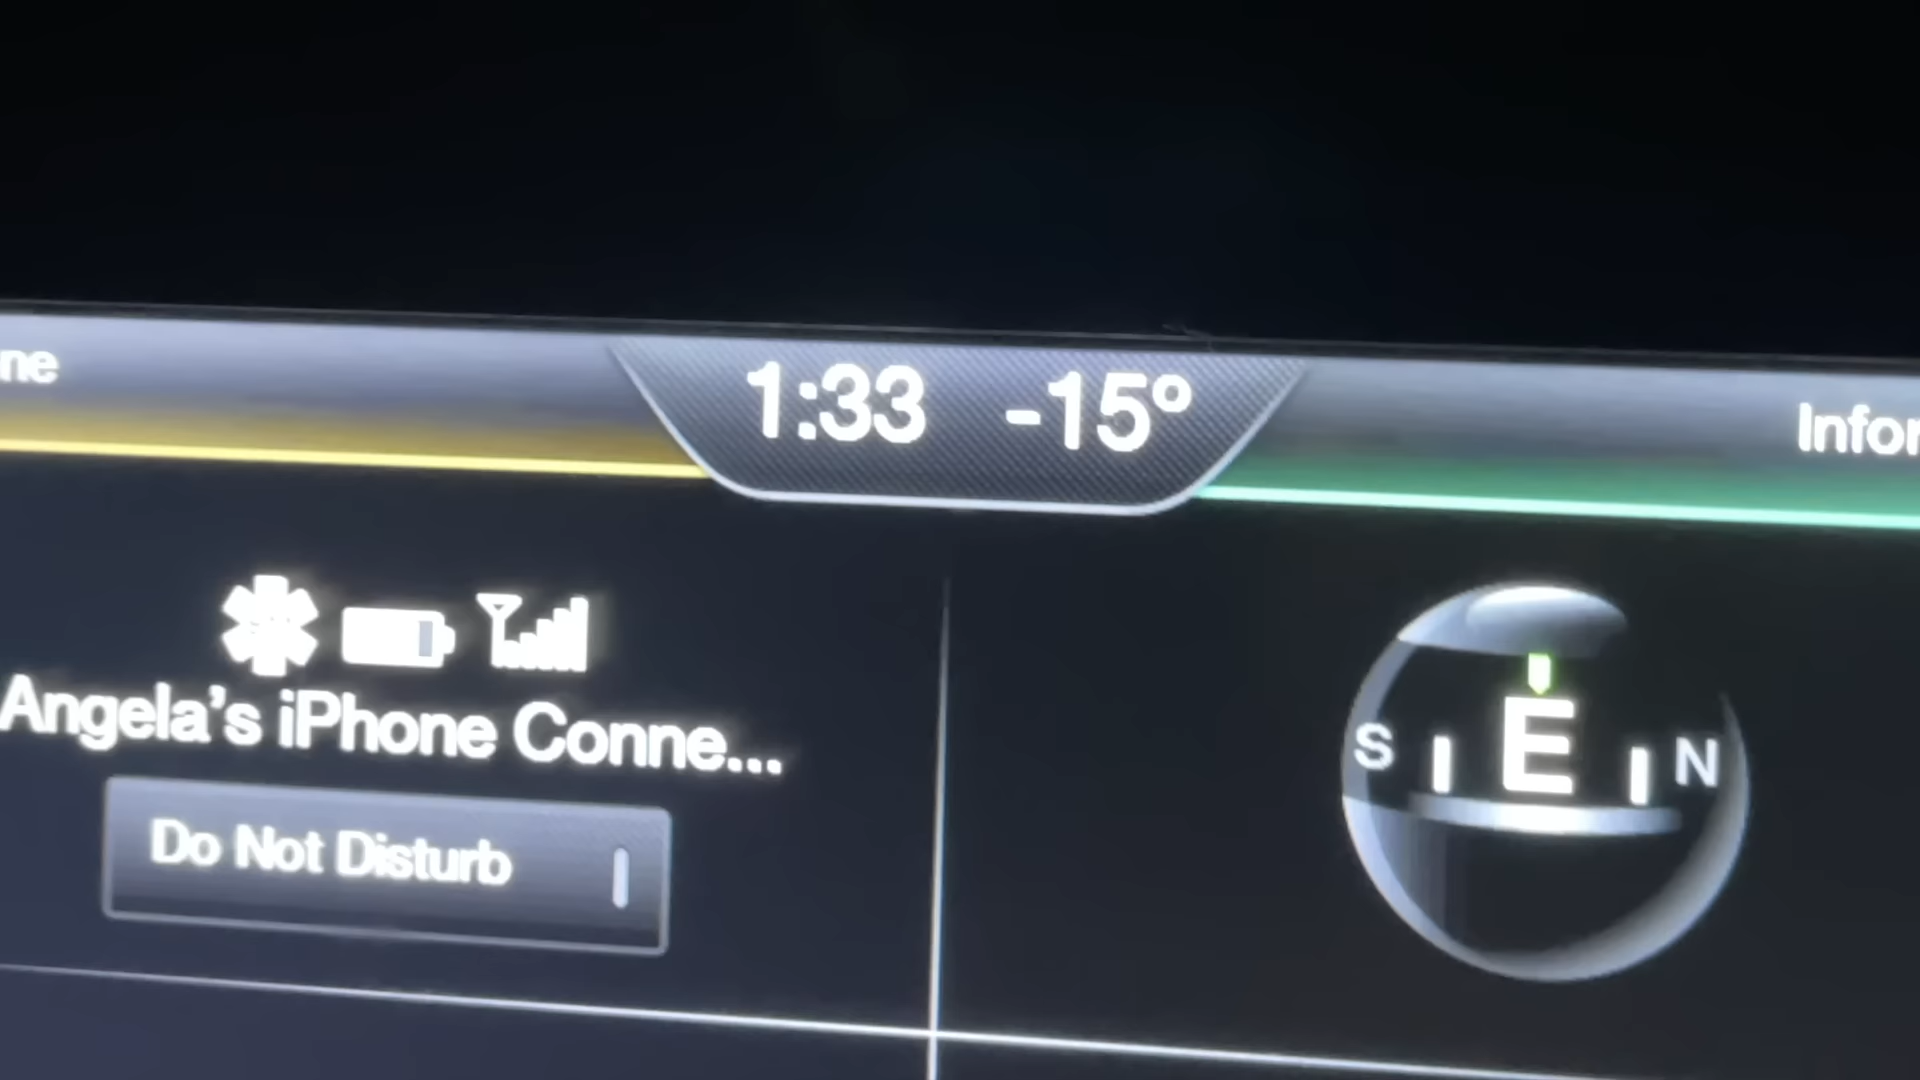 ne
1:33 -15°
Infor
Angela's iPhone Conne...
Do Not Disturb
S E N